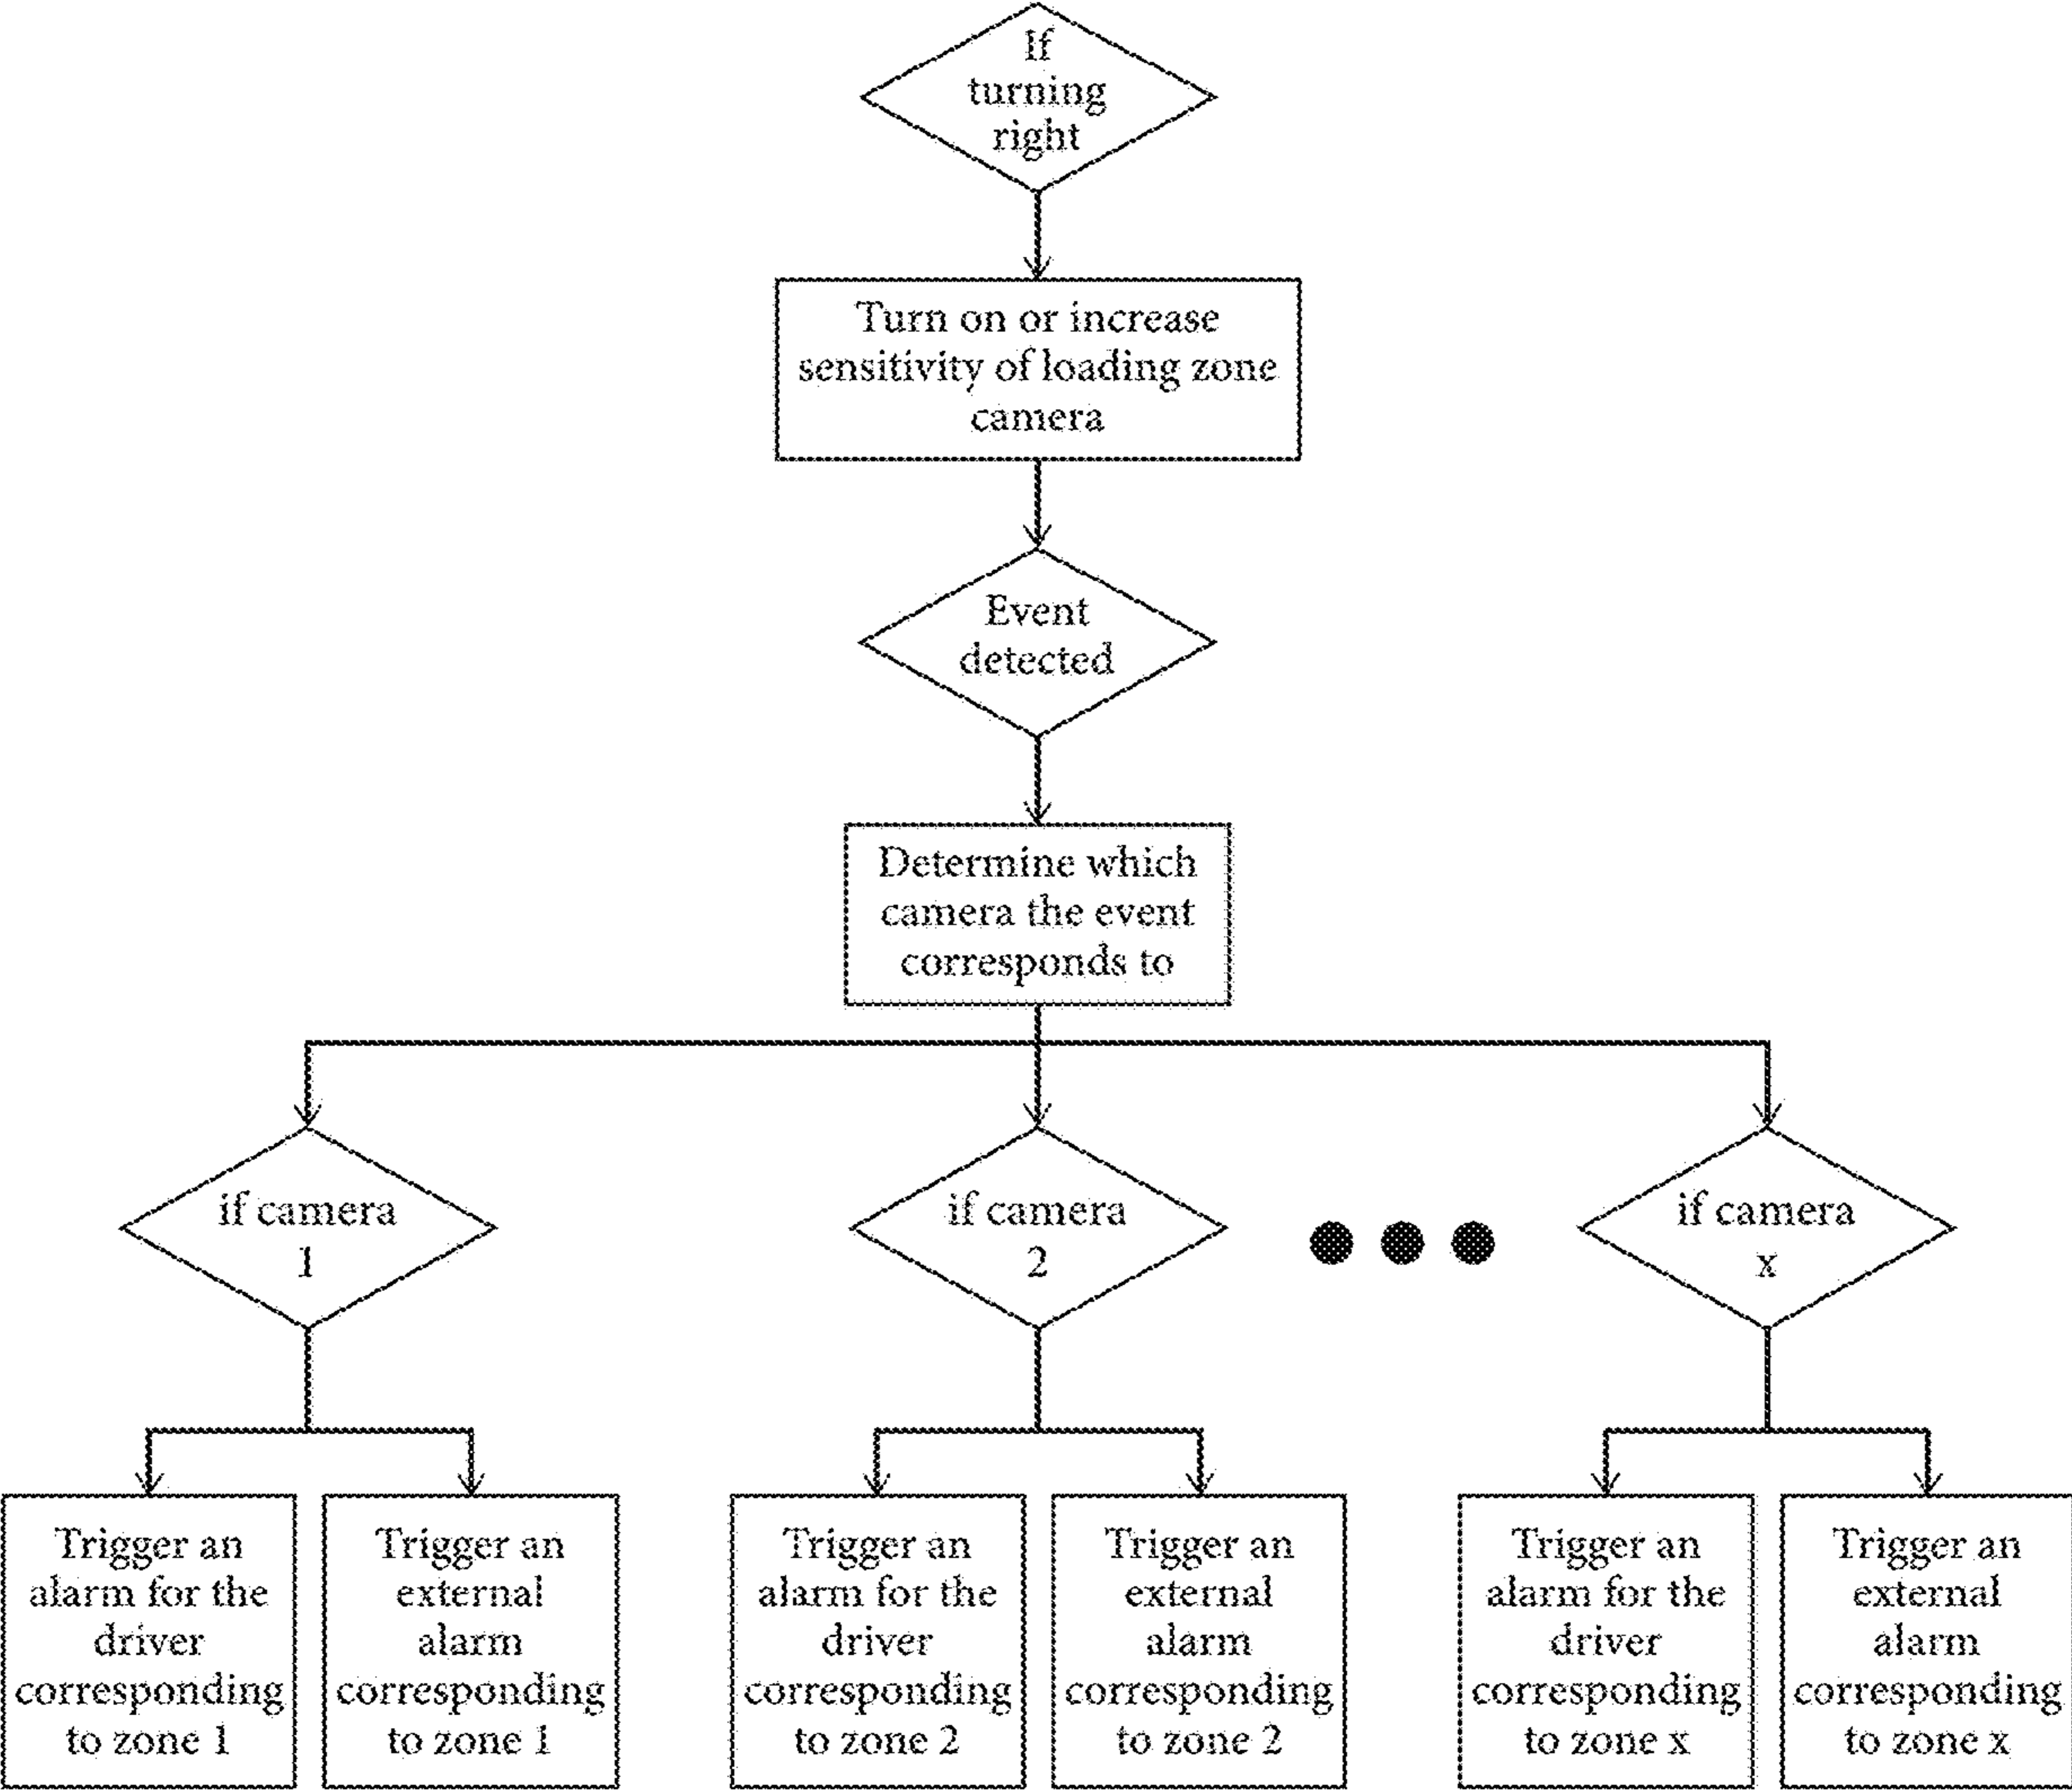 If
turning
right
Turn on or increase
sensitivity of loading zone
camera
Event
detected
Determine which
camera the event
corresponds to
if camera
1
if camera
2
if camera
x
Trigger an
alarm for the
driver
corresponding
to zone 1
Trigger an
external
alarm
corresponding
to zone 1
Trigger an
alarm for the
driver
corresponding
to zone 2
Trigger an
external
alarm
corresponding
to zone 2
Trigger an
alarm for the
driver
corresponding
to zone x
Trigger an
external
alarm
corresponding
to zone x